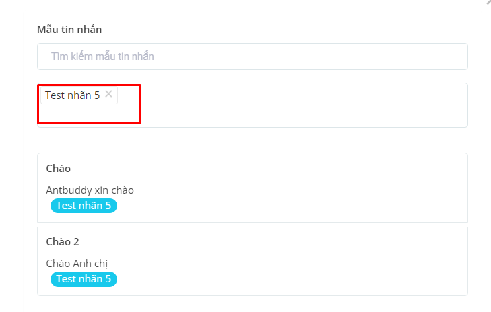 Mẫu tin nhắn
Tìm kiếm mẫu tin nhắn
Test nhãn 5 ×
Chào
Antbuddy xin chào
Test nhãn 5
Chào 2
Chào Anh chị
Test nhãn 5